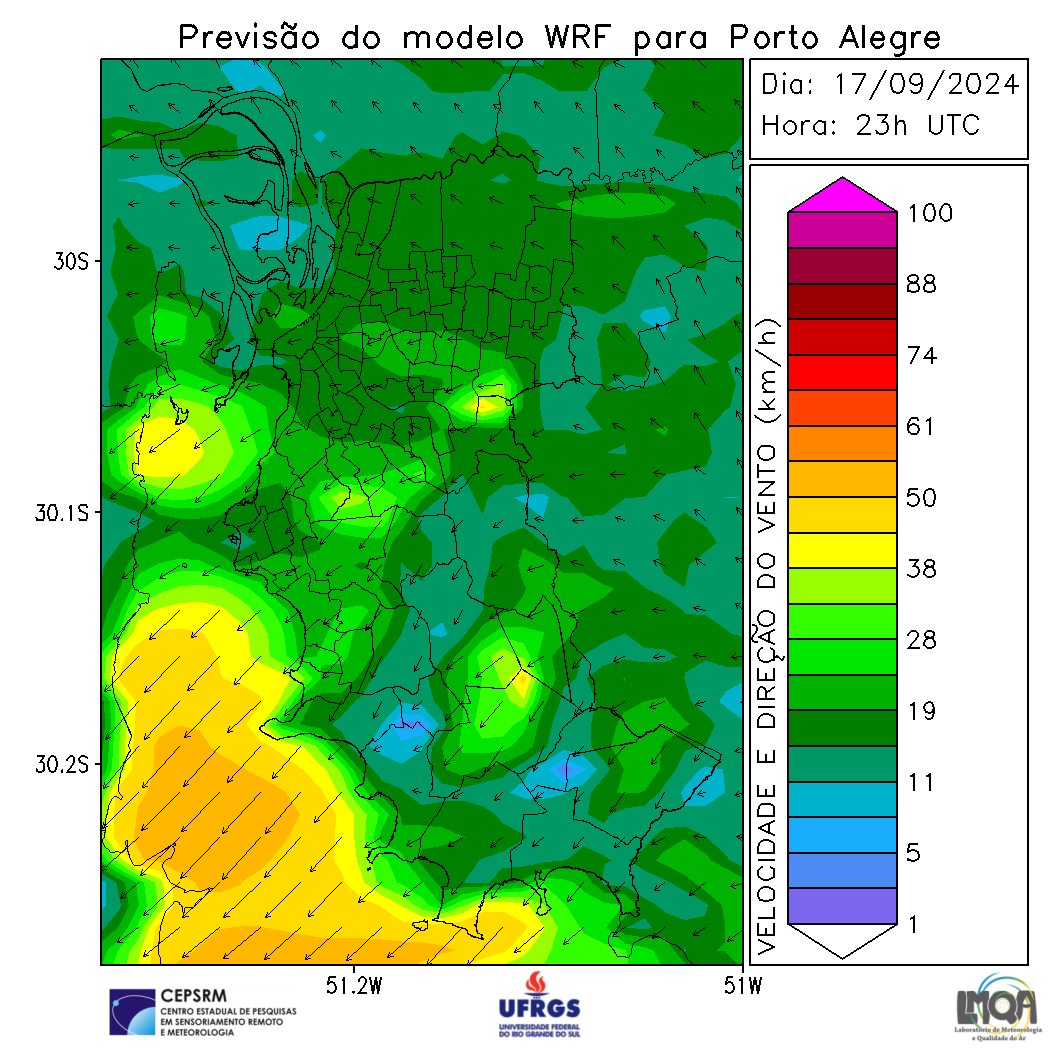 Previsão do modelo WRF para Porto Alegre
Dia: 17/09/2024
Hora: 23h UTC
30S
30.1S
30.2S
51.2W
51W
VELOCIDADE E DIREÇÃO DO VENTO (km/h)
100
88
74
61
50
38
28
19
11
5
1
CEPSRM
CENTRO ESTADUAL DE PESQUISAS
EM SENSORIAMENTO REMOTO
E METEOROLOGIA
UFRGS
UNIVERSIDADE FEDERAL
DO RIO GRANDE DO SUL
LMQA
Laboratório de Meteorologia
e Qualidade do Ar